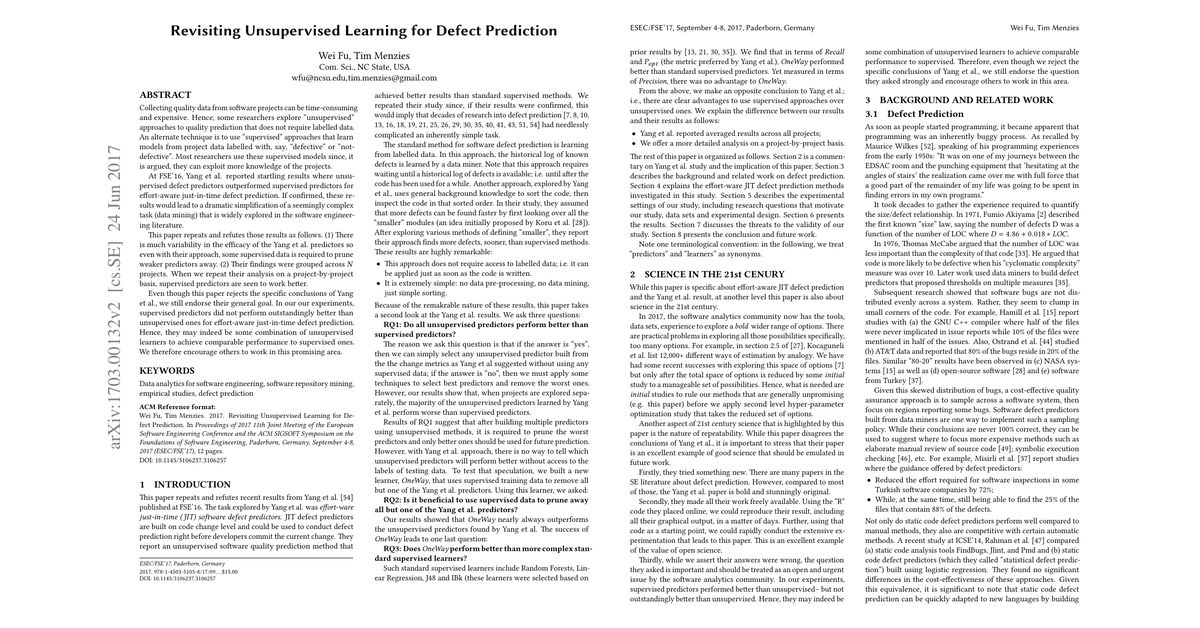 arXiv:1703.00132v2 [cs.SE] 24 Jun 2017
Revisiting Unsupervised Learning for Defect Prediction
Wei Fu, Tim Menzies
Com. Sci., NC State, USA
wfu@ncsu.edu,tim.menzies@gmail.com
ABSTRACT
Collecting quality data from software projects can be time-consuming
and expensive. Hence, some researchers explore "unsupervised"
approaches to quality prediction that does not require labelled data.
An alternate technique is to use "supervised" approaches that learn
models from project data labelled with, say, "defective" or "not-
defective". Most researchers use these supervised models since, it
is argued, they can exploit more knowledge of the projects.
At FSE'16, Yang et al. reported startling results where unsu-
pervised defect predictors outperformed supervised predictors for
effort-aware just-in-time defect prediction. If confirmed, these re-
sults would lead to a dramatic simplification of a seemingly complex
task (data mining) that is widely explored in the software engineer-
ing literature.
This paper repeats and refutes those results as follows. (1) There
is much variability in the efficacy of the Yang et al. predictors so
even with their approach, some supervised data is required to prune
weaker predictors away. (2) Their findings were grouped across N
projects. When we repeat their analysis on a project-by-project
basis, supervised predictors are seen to work better.
Even though this paper rejects the specific conclusions of Yang
et al., we still endorse their general goal. In our our experiments,
supervised predictors did not perform outstandingly better than
unsupervised ones for effort-aware just-in-time defect prediction.
Hence, they may indeed be some combination of unsupervised
learners to achieve comparable performance to supervised ones.
We therefore encourage others to work in this promising area.
KEYWORDS
Data analytics for software engineering, software repository mining,
empirical studies, defect prediction
ACM Reference format:
Wei Fu, Tim Menzies. 2017. Revisiting Unsupervised Learning for De-
fect Prediction. In Proceedings of 2017 11th Joint Meeting of the European
Software Engineering Conference and the ACM SIGSOFT Symposium on the
Foundations of Software Engineering, Paderborn, Germany, September 4-8,
2017 (ESEC/FSE'17), 12 pages.
DOI: 10.1145/3106237.3106257
1 INTRODUCTION
This paper repeats and refutes recent results from Yang et al. [54]
published at FSE'16. The task explored by Yang et al. was effort-ware
just-in-time (JIT) software defect predictors. JIT defect predictors
are built on code change level and could be used to conduct defect
prediction right before developers commit the current change. They
report an unsupervised software quality prediction method that
ESEC/FSE'17, Paderborn, Germany
2017. 978-1-4503-5105-8/17/09...$15.00
DOI: 10.1145/3106237.3106257
achieved better results than standard supervised methods. We
repeated their study since, if their results were confirmed, this
would imply that decades of research into defect prediction [7, 8, 10,
13, 16, 18, 19, 21, 25, 26, 29, 30, 35, 40, 41, 43, 51, 54] had needlessly
complicated an inherently simple task.
The standard method for software defect prediction is learning
from labelled data. In this approach, the historical log of known
defects is learned by a data miner. Note that this approach requires
waiting until a historical log of defects is available; i.e. until after the
code has been used for a while. Another approach, explored by Yang
et al., uses general background knowledge to sort the code, then
inspect the code in that sorted order. In their study, they assumed
that more defects can be found faster by first looking over all the
"smaller" modules (an idea initially proposed by Koru et al. [28]).
After exploring various methods of defining "smaller", they report
their approach finds more defects, sooner, than supervised methods.
These results are highly remarkable:
• This approach does not require access to labelled data; i.e. it can
be applied just as soon as the code is written.
• It is extremely simple: no data pre-processing, no data mining,
just simple sorting.
Because of the remakrable nature of these results, this paper takes
a second look at the Yang et al. results. We ask three questions:
RQ1: Do all unsupervised predictors perform better than
supervised predictors?
The reason we ask this question is that if the answer is "yes",
then we can simply select any unsupervised predictor built from
the the change metrics as Yang et al suggested without using any
supervised data; if the answer is "no", then we must apply some
techniques to select best predictors and remove the worst ones.
However, our results show that, when projects are explored sepa-
rately, the majority of the unsupervised predictors learned by Yang
et al. perform worse than supervised predictors.
Results of RQ1 suggest that after building multiple predictors
using unsupervised methods, it is required to prune the worst
predictors and only better ones should be used for future prediction.
However, with Yang et al. approach, there is no way to tell which
unsupervised predictors will perform better without access to the
labels of testing data. To test that speculation, we built a new
learner, OneWay, that uses supervised training data to remove all
but one of the Yang et al. predictors. Using this learner, we asked:
RQ2: Is it beneficial to use supervised data to prune away
all but one of the Yang et al. predictors?
Our results showed that OneWay nearly always outperforms
the unsupervised predictors found by Yang et al. The success of
OneWay leads to one last question:
RQ3: Does OneWay perform better than more complex stan-
dard supervised learners?
Such standard supervised learners include Random Forests, Lin-
ear Regression, J48 and IBk (these learners were selected based on
ESEC/FSE'17, September 4-8, 2017, Paderborn, Germany
Wei Fu, Tim Menzies
prior results by [13, 21, 30, 35]). We find that in terms of Recall
and Popt (the metric preferred by Yang et al.), OneWay performed
better than standard supervised predictors. Yet measured in terms
of Precision, there was no advantage to OneWay.
From the above, we make an opposite conclusion to Yang et al.;
i.e., there are clear advantages to use supervised approaches over
unsupervised ones. We explain the difference between our results
and their results as follows:
• Yang et al. reported averaged results across all projects;
• We offer a more detailed analysis on a project-by-project basis.
The rest of this paper is organized as follows. Section 2 is a commen-
tary on Yang et al. study and the implication of this paper. Section 3
describes the background and related work on defect prediction.
Section 4 explains the effort-ware JIT defect prediction methods
investigated in this study. Section 5 describes the experimental
settings of our study, including research questions that motivate
our study, data sets and experimental design. Section 6 presents
the results. Section 7 discusses the threats to the validity of our
study. Section 8 presents the conclusion and future work.
Note one terminological convention: in the following, we treat
"predictors" and "learners" as synonyms.
2 SCIENCE IN THE 21st CENURY
While this paper is specific about effort-aware JIT defect prediction
and the Yang et al. result, at another level this paper is also about
science in the 21st century.
In 2017, the software analytics community now has the tools,
data sets, experience to explore a bold wider range of options. There
are practical problems in exploring all those possibilities specifically,
too many options. For example, in section 2.5 of [27], Kocaguneli
et al. list 12,000+ different ways of estimation by analogy. We have
had some recent successes with exploring this space of options [7]
but only after the total space of options is reduced by some initial
study to a manageable set of possibilities. Hence, what is needed are
initial studies to rule our methods that are generally unpromising
(e.g. this paper) before we apply second level hyper-parameter
optimization study that takes the reduced set of options.
Another aspect of 21st century science that is highlighted by this
paper is the nature of repeatability. While this paper disagrees the
conclusions of Yang et al., it is important to stress that their paper
is an excellent example of good science that should be emulated in
future work.
Firstly, they tried something new. There are many papers in the
SE literature about defect prediction. However, compared to most
of those, the Yang et al. paper is bold and stunningly original.
Secondly, they made all their work freely available. Using the "R"
code they placed online, we could reproduce their result, including
all their graphical output, in a matter of days. Further, using that
code as a starting point, we could rapidly conduct the extensive ex-
perimentation that leads to this paper. This is an excellent example
of the value of open science.
Thirdly, while we assert their answers were wrong, the question
they asked is important and should be treated as an open and urgent
issue by the software analytics community. In our experiments,
supervised predictors performed better than unsupervised– but not
outstandingly better than unsupervised. Hence, they may indeed be
some combination of unsupervised learners to achieve comparable
performance to supervised. Therefore, even though we reject the
specific conclusions of Yang et al., we still endorse the question
they asked strongly and encourage others to work in this area.
3 BACKGROUND AND RELATED WORK
3.1 Defect Prediction
As soon as people started programming, it became apparent that
programming was an inherently buggy process. As recalled by
Maurice Wilkes [52], speaking of his programming experiences
from the early 1950s: "It was on one of my journeys between the
EDSAC room and the punching equipment that 'hesitating at the
angles of stairs' the realization came over me with full force that
a good part of the remainder of my life was going to be spent in
finding errors in my own programs."
It took decades to gather the experience required to quantify
the size/defect relationship. In 1971, Fumio Akiyama [2] described
the first known "size" law, saying the number of defects D was a
function of the number of LOC where D = 4.86 + 0.018 ∗ LOC.
In 1976, Thomas McCabe argued that the number of LOC was
less important than the complexity of that code [33]. He argued that
code is more likely to be defective when his "cyclomatic complexity"
measure was over 10. Later work used data miners to build defect
predictors that proposed thresholds on multiple measures [35].
Subsequent research showed that software bugs are not dis-
tributed evenly across a system. Rather, they seem to clump in
small corners of the code. For example, Hamill et al. [15] report
studies with (a) the GNU C++ compiler where half of the files
were never implicated in issue reports while 10% of the files were
mentioned in half of the issues. Also, Ostrand et al. [44] studied
(b) AT&T data and reported that 80% of the bugs reside in 20% of the
files. Similar "80-20" results have been observed in (c) NASA sys-
tems [15] as well as (d) open-source software [28] and (e) software
from Turkey [37].
Given this skewed distribution of bugs, a cost-effective quality
assurance approach is to sample across a software system, then
focus on regions reporting some bugs. Software defect predictors
built from data miners are one way to implement such a sampling
policy. While their conclusions are never 100% correct, they can be
used to suggest where to focus more expensive methods such as
elaborate manual review of source code [49]; symbolic execution
checking [46], etc. For example, Misirli et al. [37] report studies
where the guidance offered by defect predictors:
• Reduced the effort required for software inspections in some
Turkish software companies by 72%;
• While, at the same time, still being able to find the 25% of the
files that contain 88% of the defects.
Not only do static code defect predictors perform well compared to
manual methods, they also are competitive with certain automatic
methods. A recent study at ICSE'14, Rahman et al. [47] compared
(a) static code analysis tools FindBugs, Jlint, and Pmd and (b) static
code defect predictors (which they called "statistical defect predic-
tion") built using logistic regression. They found no significant
differences in the cost-effectiveness of these approaches. Given
this equivalence, it is significant to note that static code defect
prediction can be quickly adapted to new languages by building